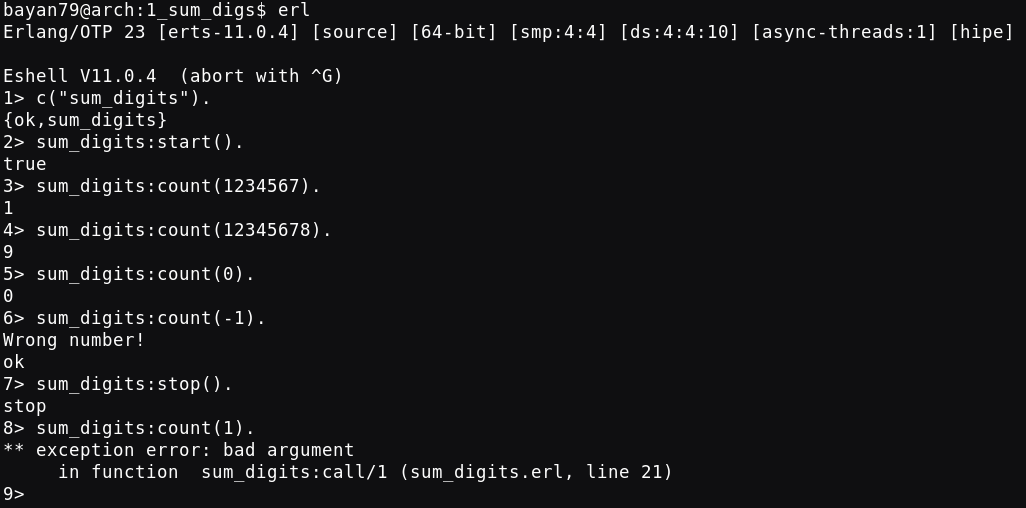 bayan79@arch:1_sum_digs$ erl
Erlang/OTP 23 [erts-11.0.4] [source] [64-bit] [smp:4:4] [ds:4:4:10] [async-threads:1] [hipe]
Eshell V11.0.4  (abort with ^G)
1> c("sum_digits").
{ok,sum_digits}
2> sum_digits:start().
true
3> sum_digits:count(1234567).
1
4> sum_digits:count(12345678).
9
5> sum_digits:count(0).
0
6> sum_digits:count(-1).
Wrong number!
ok
7> sum_digits:stop().
stop
8> sum_digits:count(1).
** exception error: bad argument
     in function  sum_digits:call/1 (sum_digits.erl, line 21)
9>